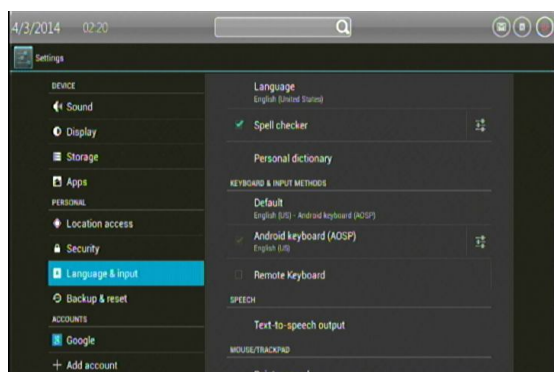 4/3/2014 02:20
Settings
DEVICE
Sound
Display
Storage
Apps
PERSONAL
Location access
Security
Language & input
Backup & reset
ACCOUNTS
Google
+ Add account
Language
English (United States)
Spell checker
Personal dictionary
KEYBOARD & INPUT METHODS
Default
English (US) - Android keyboard (AOSP)
Android keyboard (AOSP)
English (US)
Remote Keyboard
SPEECH
Text-to-speech output
MOUSE/TRACKPAD